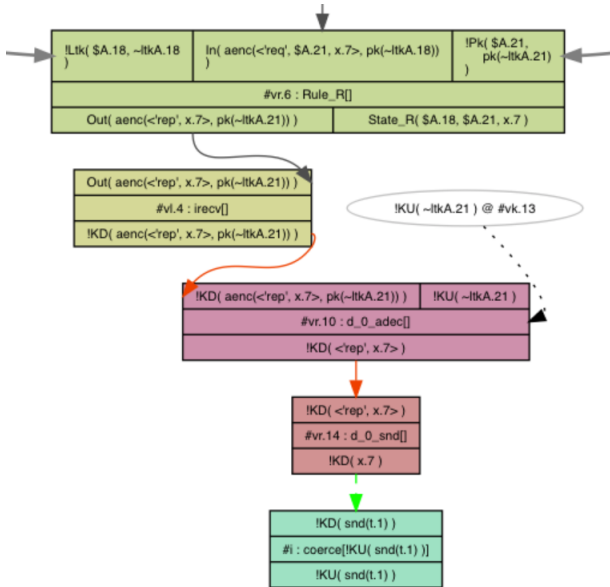 !Ltk( $A.18, ~ltkA.18
)
In( aenc(<'req', $A.21, x.7>, pk(~ltkA.18))
)
!Pk( $A.21,
pk(~ltkA.21)
)
#vr.6 : Rule_R[]
Out( aenc(<'rep', x.7>, pk(~ltkA.21)) )
State_R( $A.18, $A.21, x.7 )
Out( aenc(<'rep', x.7>, pk(~ltkA.21)) )
#vl.4 : irecv[]
!KD( aenc(<'rep', x.7>, pk(~ltkA.21)) )
!KU( ~ltkA.21 ) @ #vk.13
!KD( aenc(<'rep', x.7>, pk(~ltkA.21)) )
!KU( ~ltkA.21 )
#vr.10 : d_0_adec[]
!KD( <'rep', x.7> )
!KD( <'rep', x.7> )
#vr.14 : d_0_snd[]
!KD( x.7 )
!KD( snd(t.1) )
#i : coerce[!KU( snd(t.1) )]
!KU( snd(t.1) )